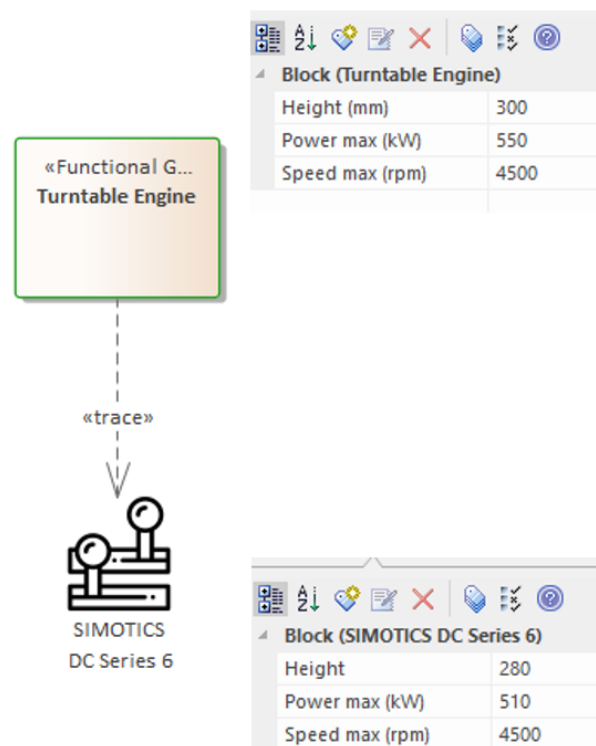 Block (Turntable Engine)
Height (mm) 300
Power max (kW) 550
Speed max (rpm) 4500
«Functional G...
Turntable Engine
«trace»
SIMOTICS
DC Series 6
Block (SIMOTICS DC Series 6)
Height 280
Power max (kW) 510
Speed max (rpm) 4500